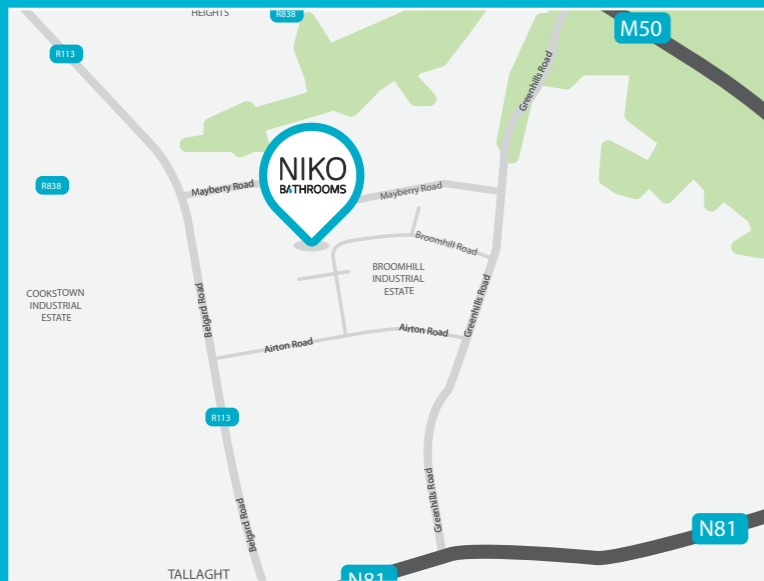 HEIGHTS
R838
M50
R113
Greenhills Road
NIKO
BATHROOMS
R838
Mayberry Road
Mayberry Road
Broomhill Road
BROOMHILL
INDUSTRIAL
ESTATE
COOKSTOWN
INDUSTRIAL
ESTATE
Belgard Road
Greenhills Road
Airton Road
Airton Road
R113
Greenhills Road
Belgard Road
N81
TALLAGHT
N81